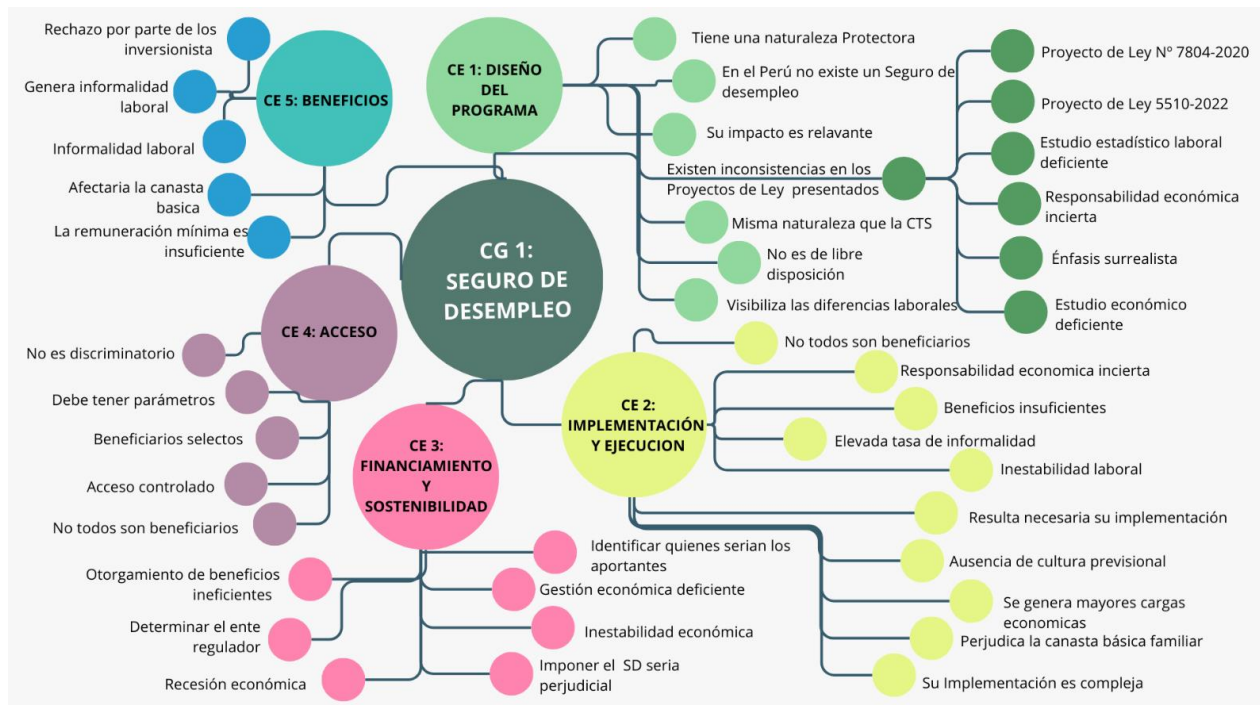 CG 1:
SEGURO DE
DESEMPLEO
CE 1: DISEÑO
DEL
PROGRAMA
Tiene una naturaleza Protectora
En el Perú no existe un Seguro de
desempleo
Su impacto es relevante
Existen inconsistencias en los
Proyectos de Ley presentados
Misma naturaleza que la CTS
No es de libre
disposición
Visibiliza las diferencias laborales
Proyecto de Ley Nº 7804-2020
Proyecto de Ley 5510-2022
Estudio estadístico laboral
deficiente
Responsabilidad económica
incierta
Énfasis surrealista
Estudio económico
deficiente
CE 2:
IMPLEMENTACIÓN
Y EJECUCION
No todos son beneficiarios
Responsabilidad economica incierta
Beneficios insuficientes
Elevada tasa de informalidad
Inestabilidad laboral
Resulta necesaria su implementación
Ausencia de cultura previsional
Se genera mayores cargas
economicas
Perjudica la canasta básica familiar
Su Implementación es compleja
CE 3:
FINANCIAMIENTO
Y
SOSTENIBILIDAD
Identificar quienes serian los
aportantes
Gestión económica deficiente
Inestabilidad económica
Imponer el SD seria
perjudicial
Otorgamiento de beneficios
ineficientes
Determinar el ente
regulador
Recesión económica
CE 4: ACCESO
No es discriminatorio
Debe tener parámetros
Beneficiarios selectos
Acceso controlado
No todos son beneficiarios
CE 5: BENEFICIOS
Rechazo por parte de los
inversionista
Genera informalidad
laboral
Informalidad laboral
Afectaria la canasta
basica
La remuneración mínima es
insuficiente